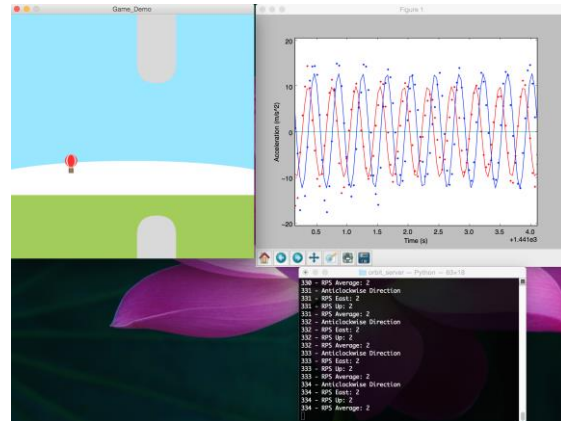 Game_Demo
Figure 1
Acceleration (m/s^2)
20
10
0
-10
-20
0.5 1.0 1.5 2.0 2.5 3.0 3.5 4.0
Time (s)
+1.441e3
orbit_server — Python — 65×18
330 - RPS Average: 2
331 - Anticlockwise Direction
331 - RPS East: 2
331 - RPS Up: 2
331 - RPS Average: 2
332 - Anticlockwise Direction
332 - RPS East: 2
332 - RPS Up: 2
332 - RPS Average: 2
333 - Anticlockwise Direction
333 - RPS East: 2
333 - RPS Up: 2
333 - RPS Average: 2
334 - Anticlockwise Direction
334 - RPS East: 2
334 - RPS Up: 2
334 - RPS Average: 2